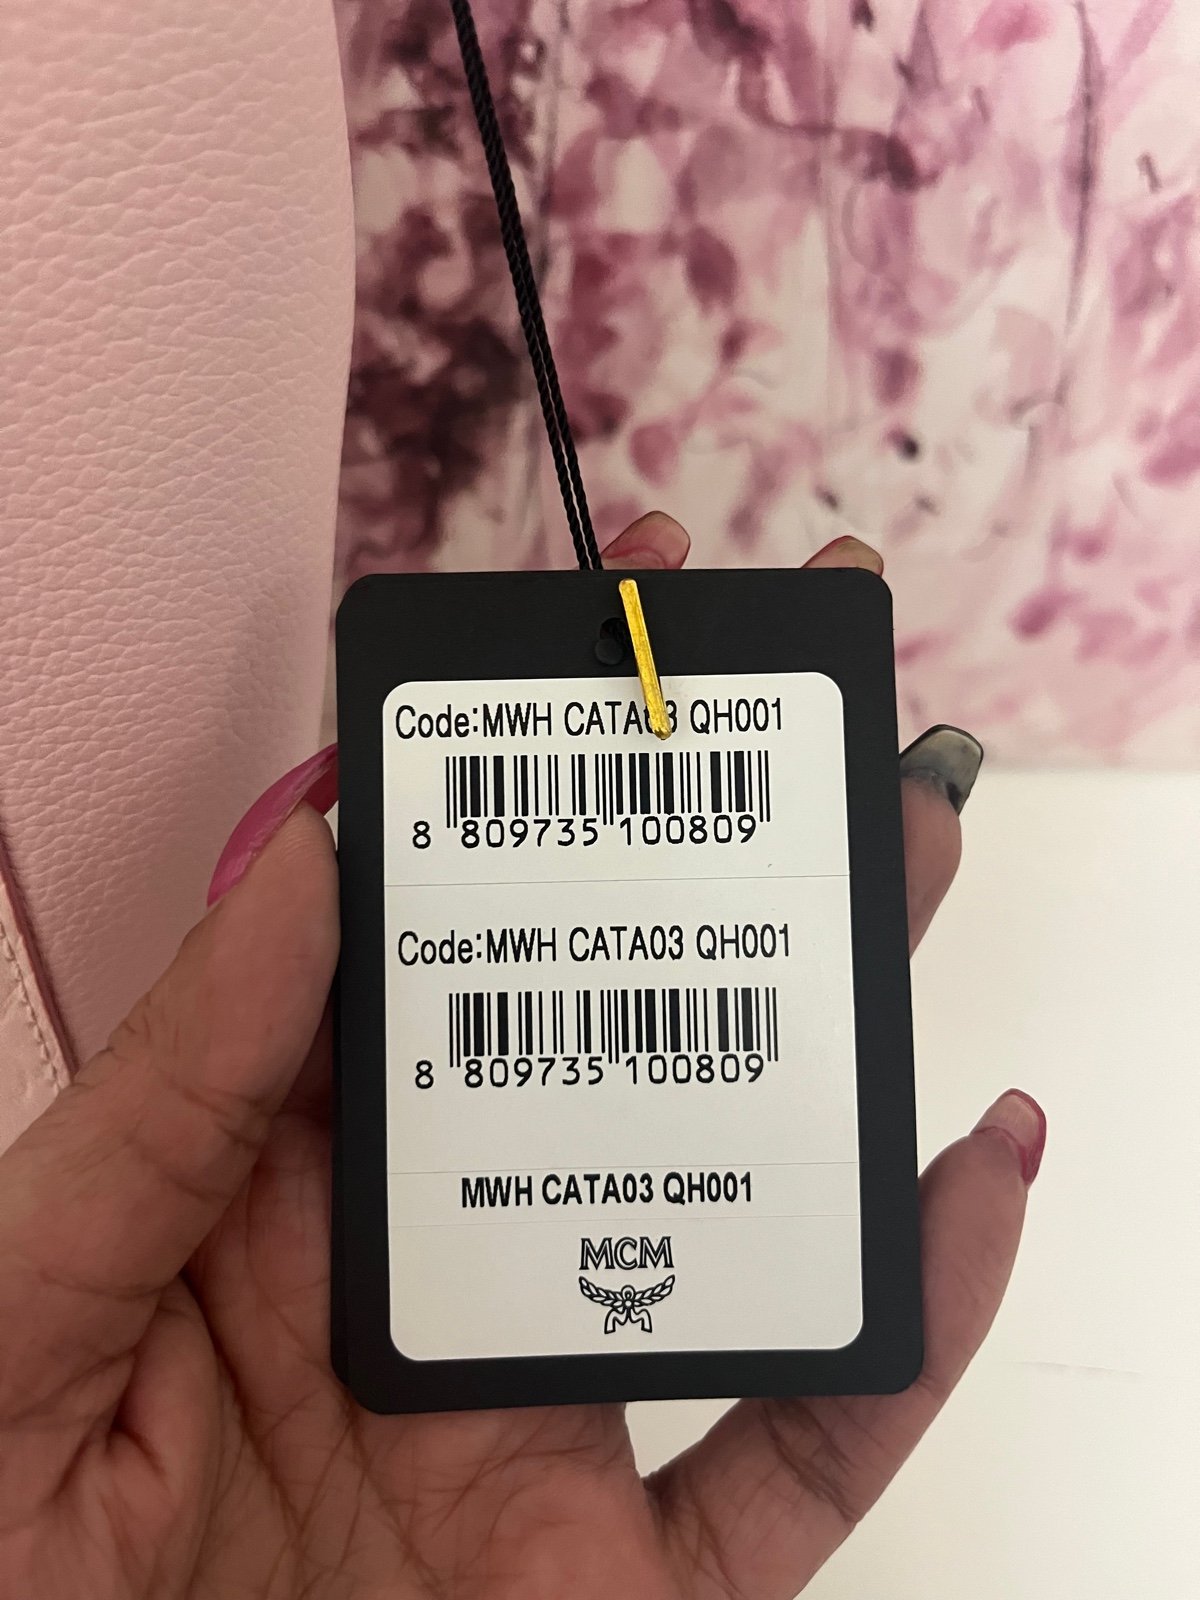 Code:MWH CATA03 QH001
8 809735 100809
Code:MWH CATA03 QH001
8 809735 100809
MWH CATA03 QH001
MCM